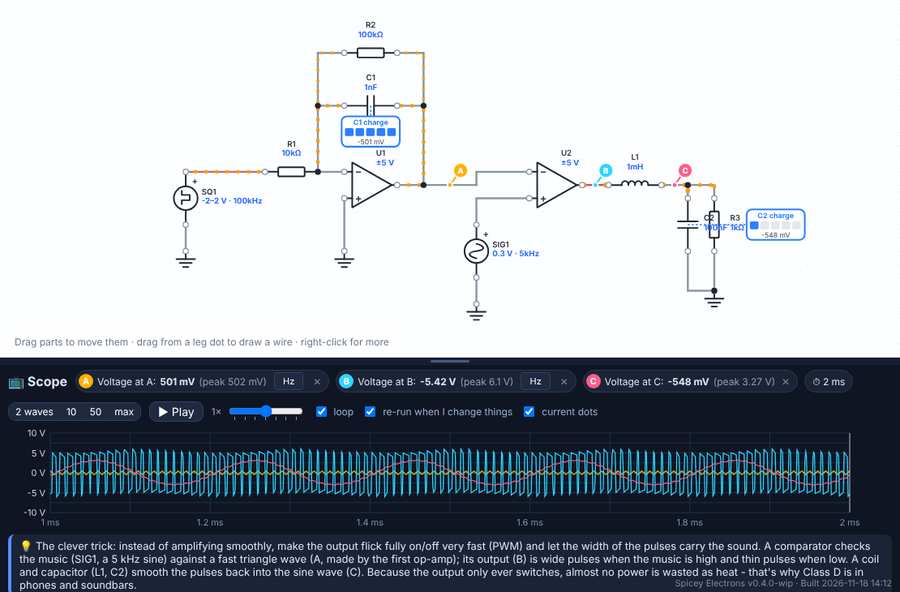 R2
100kΩ
C1
1nF
C1 charge
-501 mV
R1
10kΩ
U1
±5 V
A
U2
±5 V
B
L1
1mH
C
SQ1
-2–2 V · 100kHz
SIG1
0.3 V · 5kHz
C2
100nF
R3
1kΩ
C2 charge
-548 mV
Drag parts to move them · drag from a leg dot to draw a wire · right-click for more
Scope
A Voltage at A: 501 mV (peak 502 mV) Hz ×
B Voltage at B: -5.42 V (peak 6.1 V) Hz ×
C Voltage at C: -548 mV (peak 3.27 V) ×
2 ms
2 waves 10 50 max
Play 1×
loop
re-run when I change things
current dots
10 V
5 V
0 V
-5 V
-10 V
1 ms 1.2 ms 1.4 ms 1.6 ms 1.8 ms 2 ms
The clever trick: instead of amplifying smoothly, make the output flick fully on/off very fast (PWM) and let the width of the pulses carry the sound. A comparator checks
the music (SIG1, a 5 kHz sine) against a fast triangle wave (A, made by the first op-amp); its output (B) is wide pulses when the music is high and thin pulses when low. A coil
and capacitor (L1, C2) smooth the pulses back into the sine wave (C). Because the output only ever switches, almost no power is wasted as heat - that's why Class D is in
phones and soundbars.
Spicey Electrons v0.4.0-wip · Built 2026-11-18 14:12